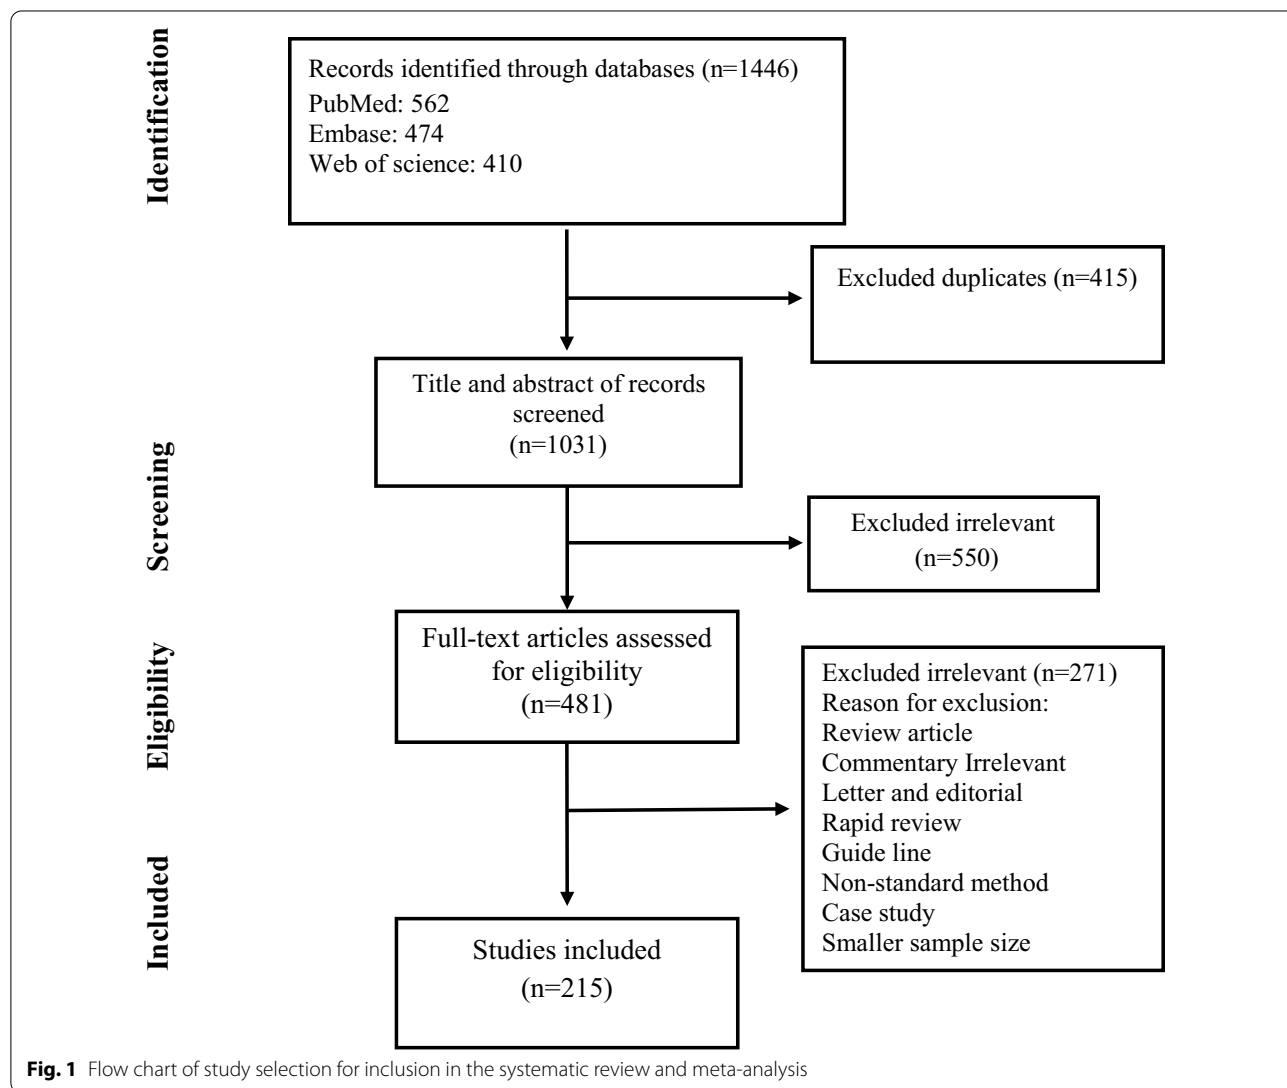 Identification
Records identified through databases (n=1446)
PubMed: 562
Embase: 474
Web of science: 410
Excluded duplicates (n=415)
Screening
Title and abstract of records
screened
(n=1031)
Excluded irrelevant
(n=550)
Eligibility
Full-text articles assessed
for eligibility
(n=481)
Excluded irrelevant (n=271)
Reason for exclusion:
Review article
Commentary Irrelevant
Letter and editorial
Rapid review
Guide line
Non-standard method
Case study
Smaller sample size
Included
Studies included
(n=215)
Fig. 1 Flow chart of study selection for inclusion in the systematic review and meta-analysis